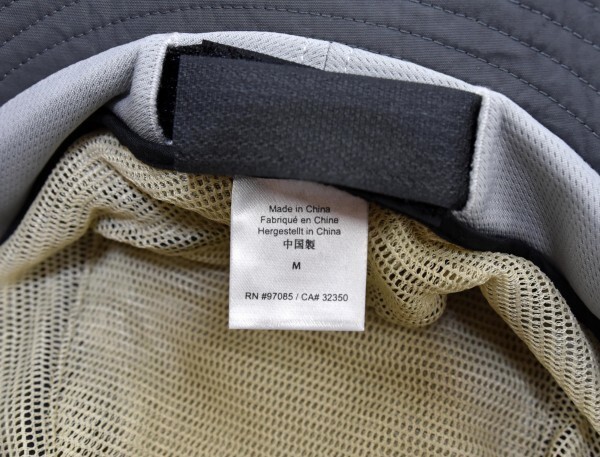 Made in China
Fabriqué en Chine
Hergestellt in China
中国製
M
RN #97085 / CA# 32350